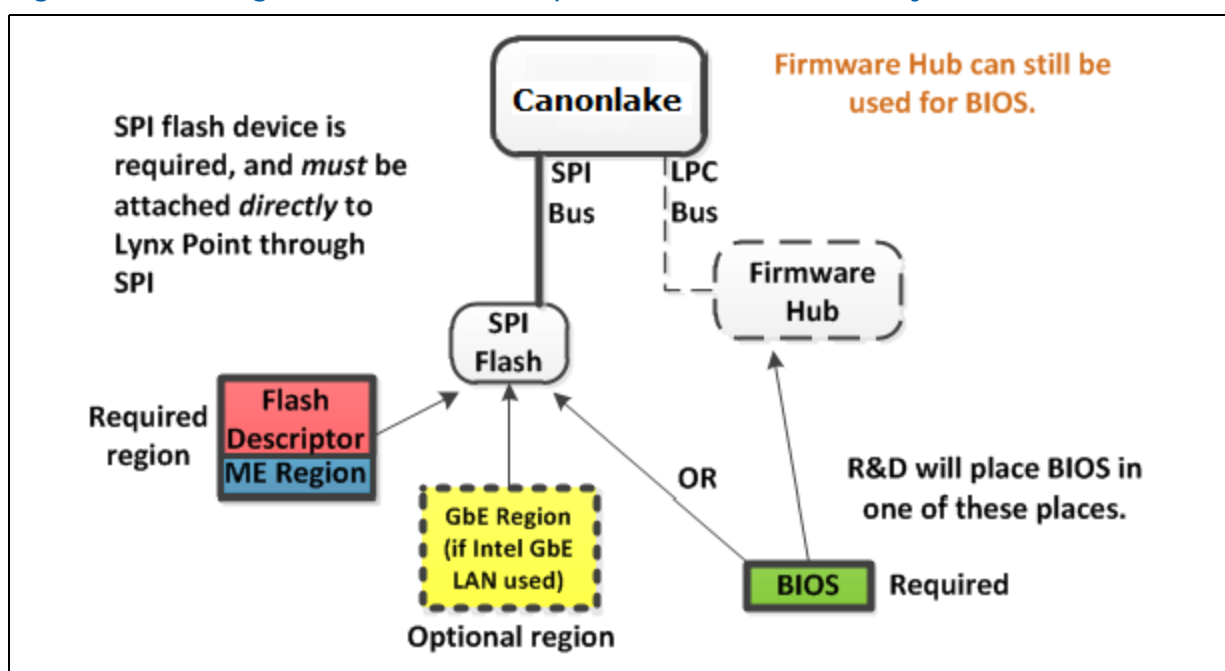 Canonlake
Firmware Hub can still be
used for BIOS.
SPI flash device is
required, and must be
attached directly to
Lynx Point through
SPI
SPI
Bus
LPC
Bus
Firmware
Hub
SPI
Flash
Required
region
Flash
Descriptor
ME Region
GbE Region
(if Intel GbE
LAN used)
Optional region
OR
R&D will place BIOS in
one of these places.
BIOS
Required